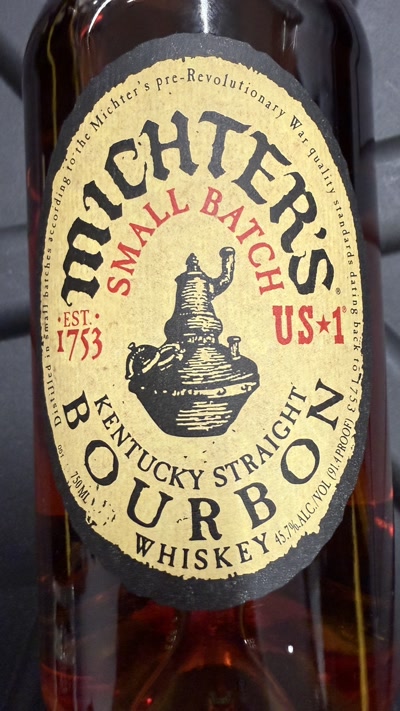 Distilled in small batches according to the Michter's pre-Revolutionary War quality standards dating back to 1753
MICHTER'S®
SMALL BATCH
·EST.·
1753
US★1®
KENTUCKY STRAIGHT
BOURBON
WHISKEY
750ML
45.7% ALC./VOL (91.4 PROOF)